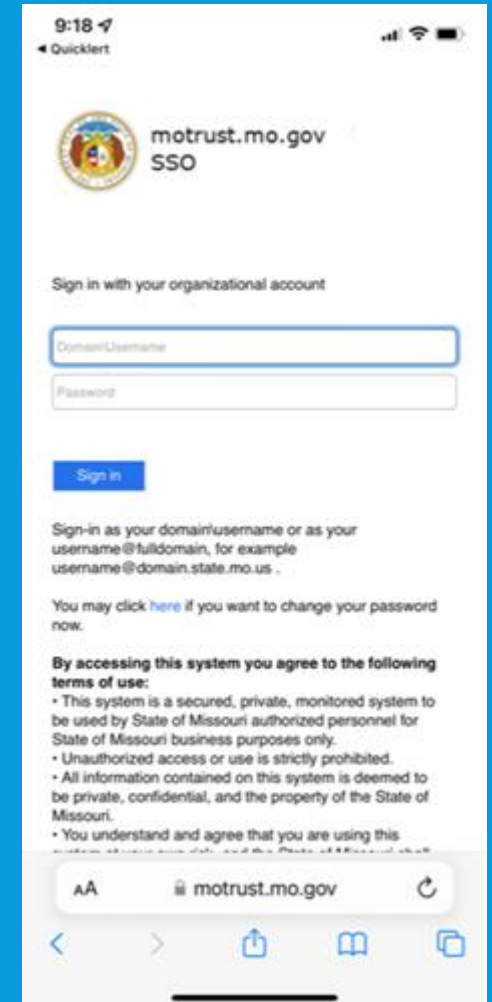 9:18
◀ Quicklert
motrust.mo.gov
SSO
Sign in with your organizational account
Domain\Username
Password
Sign in
Sign-in as your domain\username or as your
username@fulldomain, for example
username@domain.state.mo.us .
You may click here if you want to change your password
now.
By accessing this system you agree to the following
terms of use:
• This system is a secured, private, monitored system to
be used by State of Missouri authorized personnel for
State of Missouri business purposes only.
• Unauthorized access or use is strictly prohibited.
• All information contained on this system is deemed to
be private, confidential, and the property of the State of
Missouri.
• You understand and agree that you are using this
AA
motrust.mo.gov